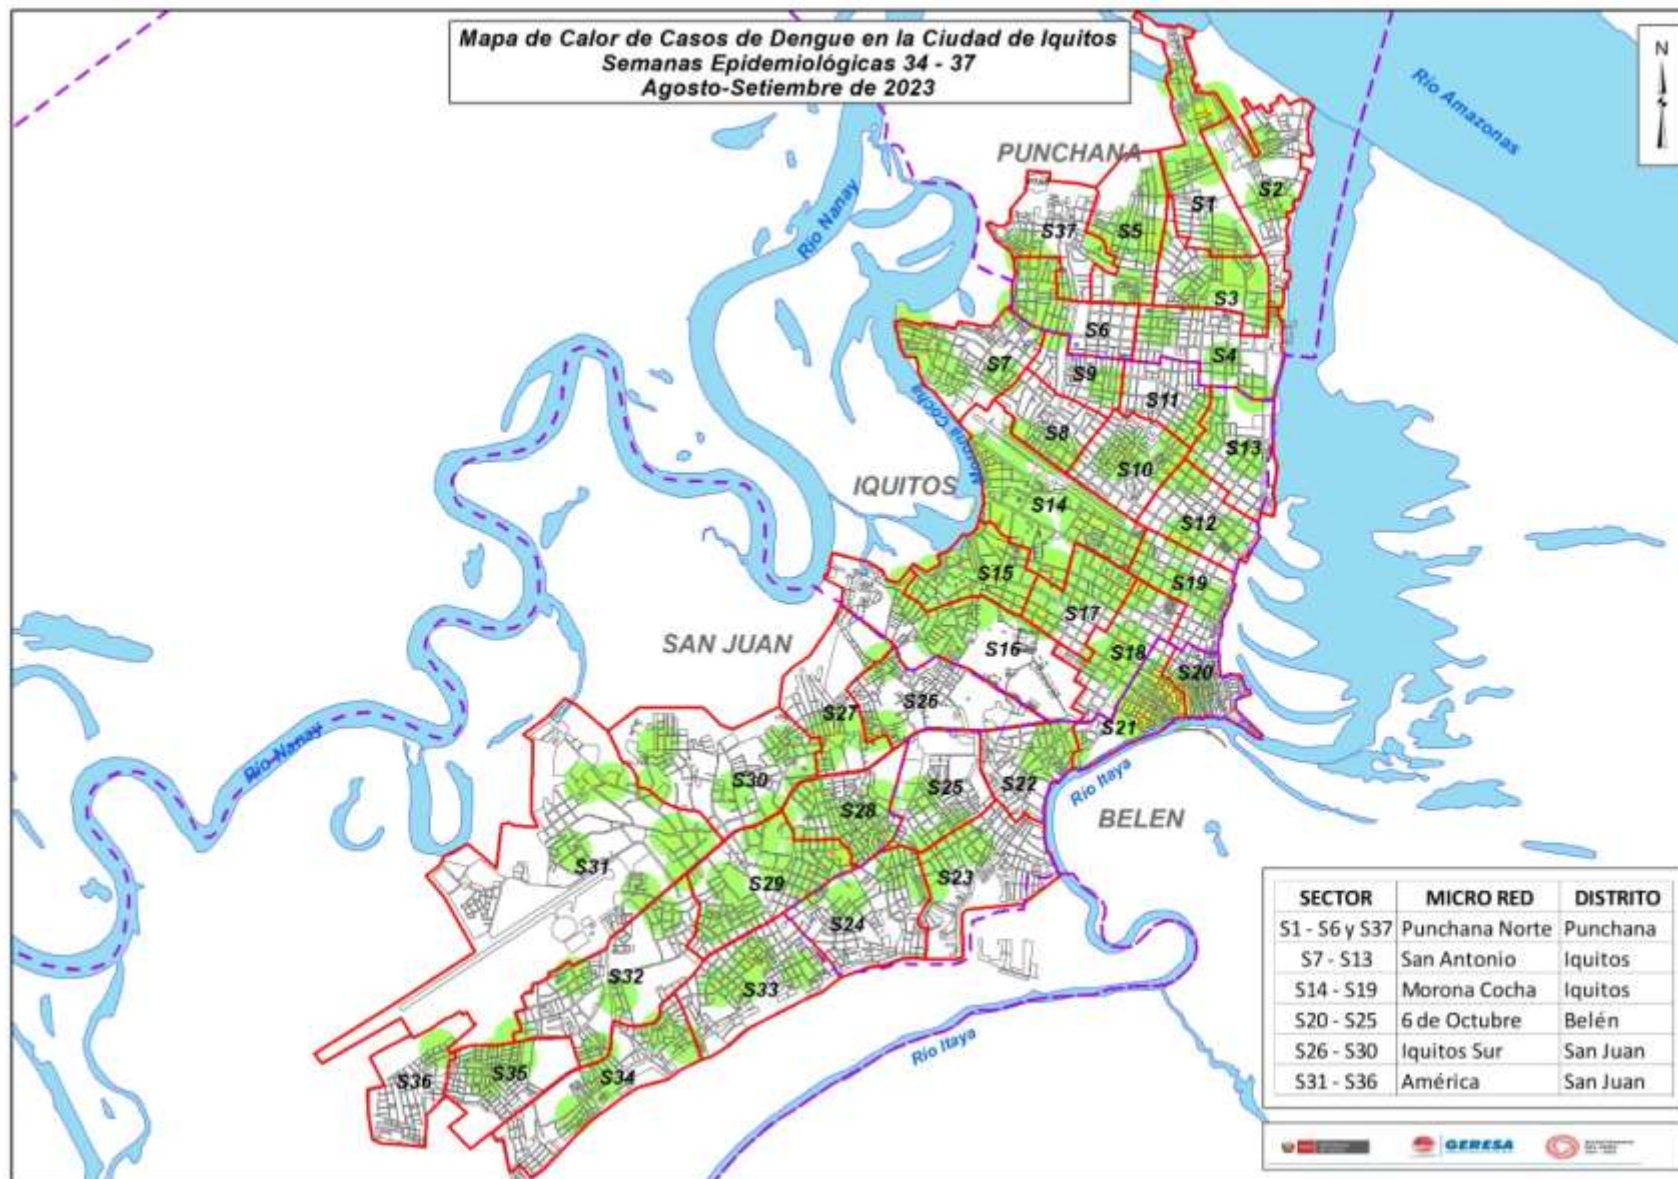 Mapa de Calor de Casos de Dengue en la Ciudad de Iquitos
Semanas Epidemiológicas 34 - 37
Agosto-Setiembre de 2023
N
Río Amazonas
PUNCHANA
Río Nanay
S2
S1
S37
S5
S3
S6
S4
S7
S9
S11
Morona Cocha
S8
S13
S10
IQUITOS
S14
S12
S15
S19
S17
SAN JUAN
S16
S18
S20
S26
S27
S21
Río Nanay
S30
S25
S22
Río Itaya
S28
BELEN
S31
S29
S23
S24
S32
S33
Río Itaya
S36
S35
S34
SECTOR MICRO RED DISTRITO
S1 - S6 y S37 Punchana Norte Punchana
S7 - S13 San Antonio Iquitos
S14 - S19 Morona Cocha Iquitos
S20 - S25 6 de Octubre Belén
S26 - S30 Iquitos Sur San Juan
S31 - S36 América San Juan
GERESA